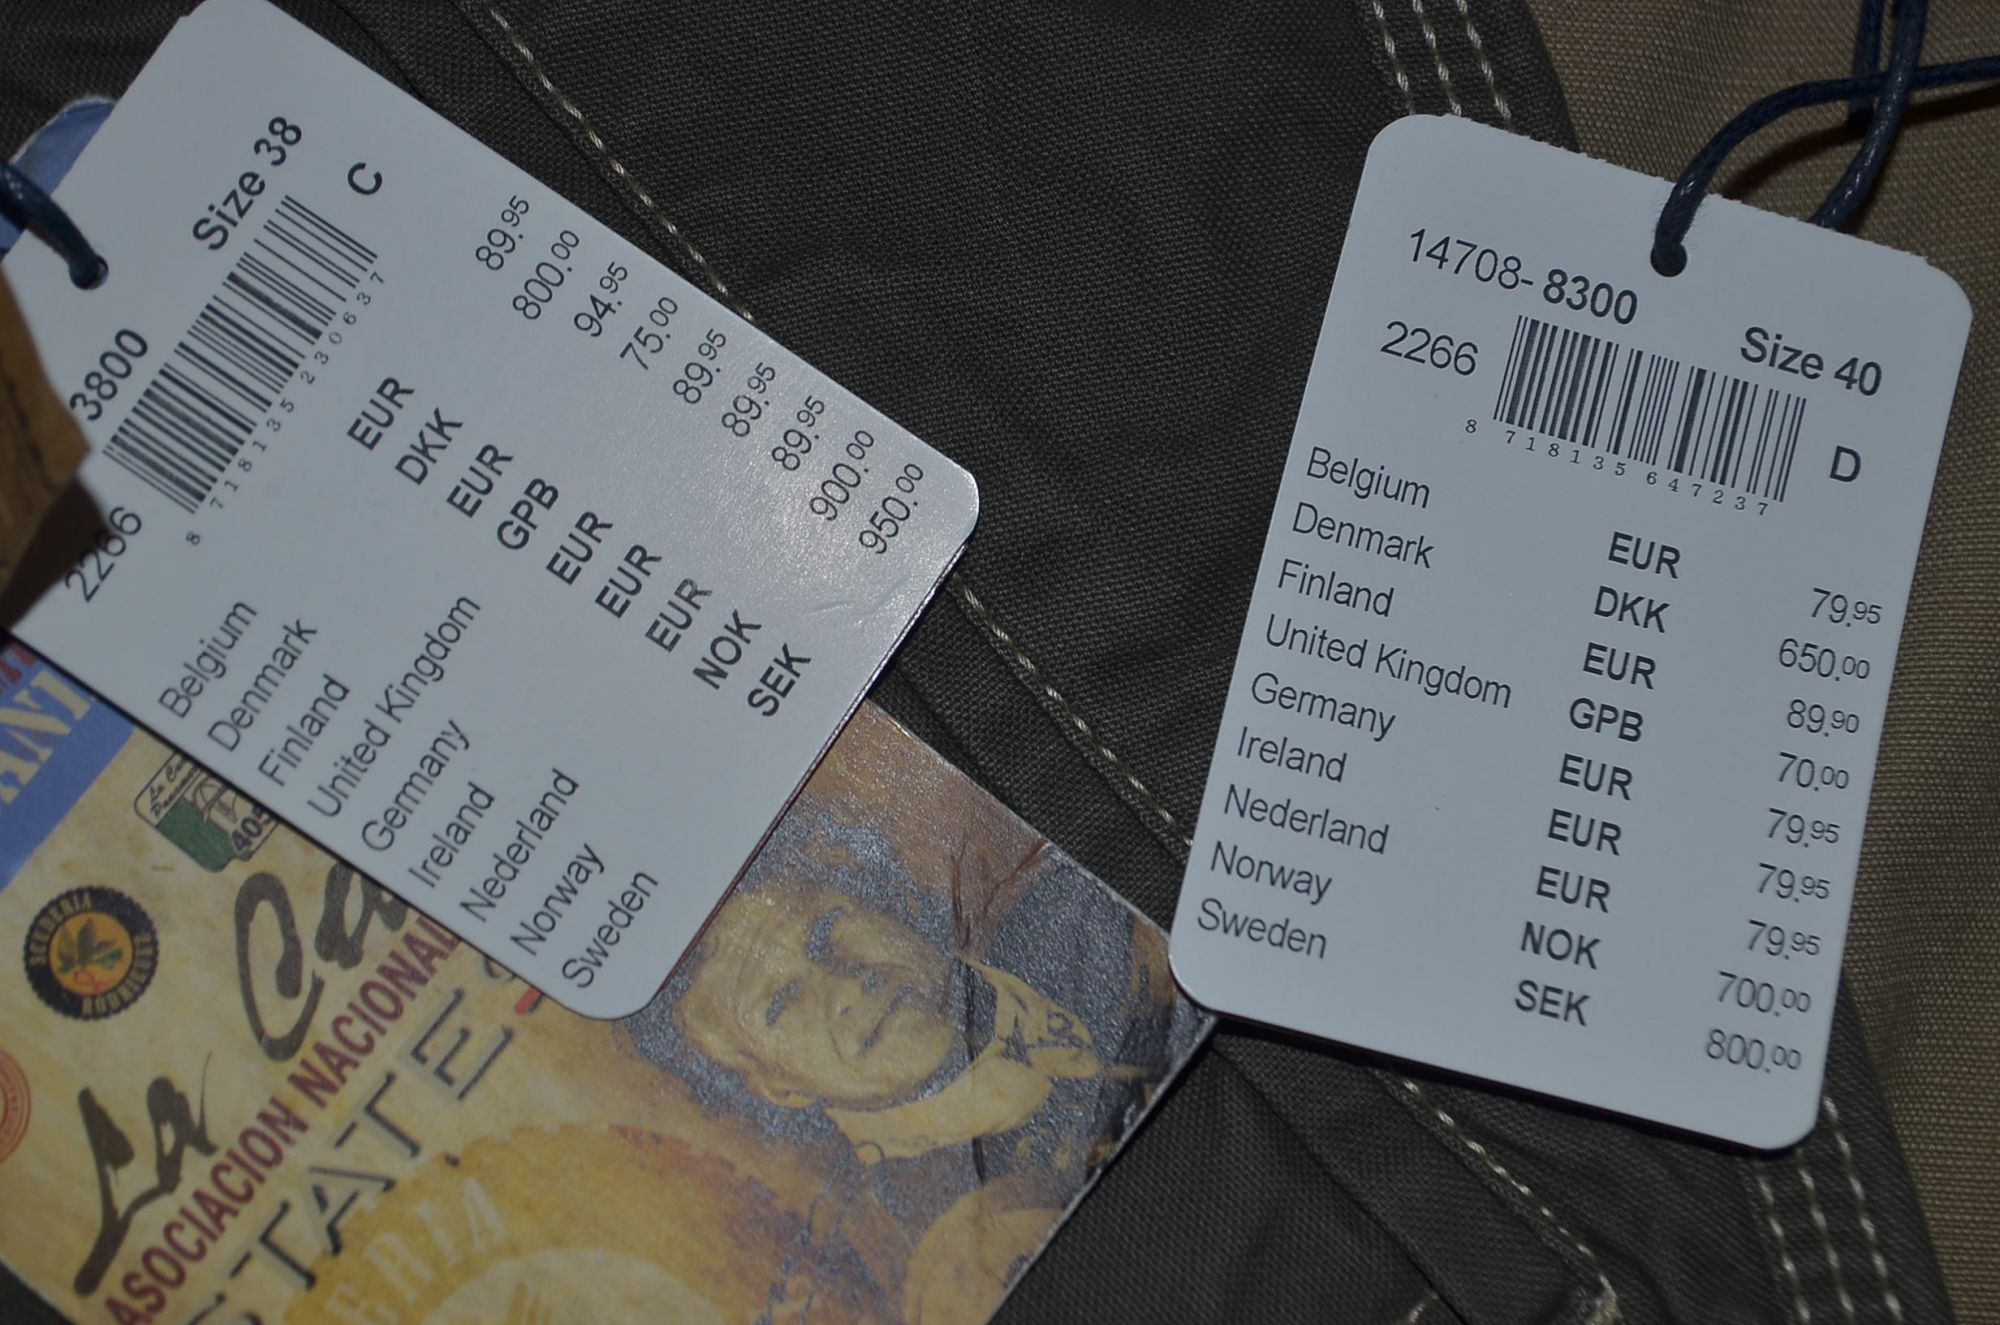 3800 Size 38
2266 C
8 718135 230637
Belgium EUR 89.95
Denmark DKK 800.00
Finland EUR 94.95
United Kingdom GPB 75.00
Germany EUR 89.95
Ireland EUR 89.95
Nederland EUR 89.95
Norway NOK 900.00
Sweden SEK 950.00
14708-8300 Size 40
2266 D
8 718135 647237
Belgium EUR 79.95
Denmark DKK 650.00
Finland EUR 89.90
United Kingdom GPB 70.00
Germany EUR 79.95
Ireland EUR 79.95
Nederland EUR 79.95
Norway NOK 700.00
Sweden SEK 800.00
405
La Ca
ASOCIACION NACIONAL
STATES